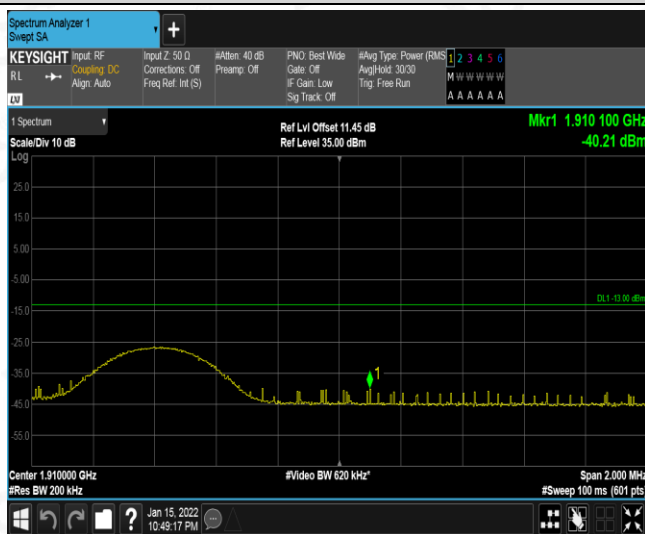 Spectrum Analyzer 1
Swept SA
+
KEYSIGHT
RL
LXI
Input: RF
Coupling: DC
Align: Auto
Input Z: 50 Ω
Corrections: Off
Freq Ref: Int (S)
#Atten: 40 dB
Preamp: Off
PNO: Best Wide
Gate: Off
IF Gain: Low
Sig Track: Off
#Avg Type: Power (RMS
Avg|Hold: 30/30
Trig: Free Run
1 2 3 4 5 6
M W W W W W
A A A A A A
1 Spectrum
Scale/Div 10 dB
Ref Lvl Offset 11.45 dB
Ref Level 35.00 dBm
Mkr1 1.910 100 GHz
-40.21 dBm
Log
25.0
15.0
5.00
-5.00
DL1 -13.00 dBm
-15.0
-25.0
-35.0
1
-45.0
-55.0
Center 1.910000 GHz
#Res BW 200 kHz
#Video BW 620 kHz*
Span 2.000 MHz
#Sweep 100 ms (601 pts)
?
Jan 15, 2022
10:49:17 PM